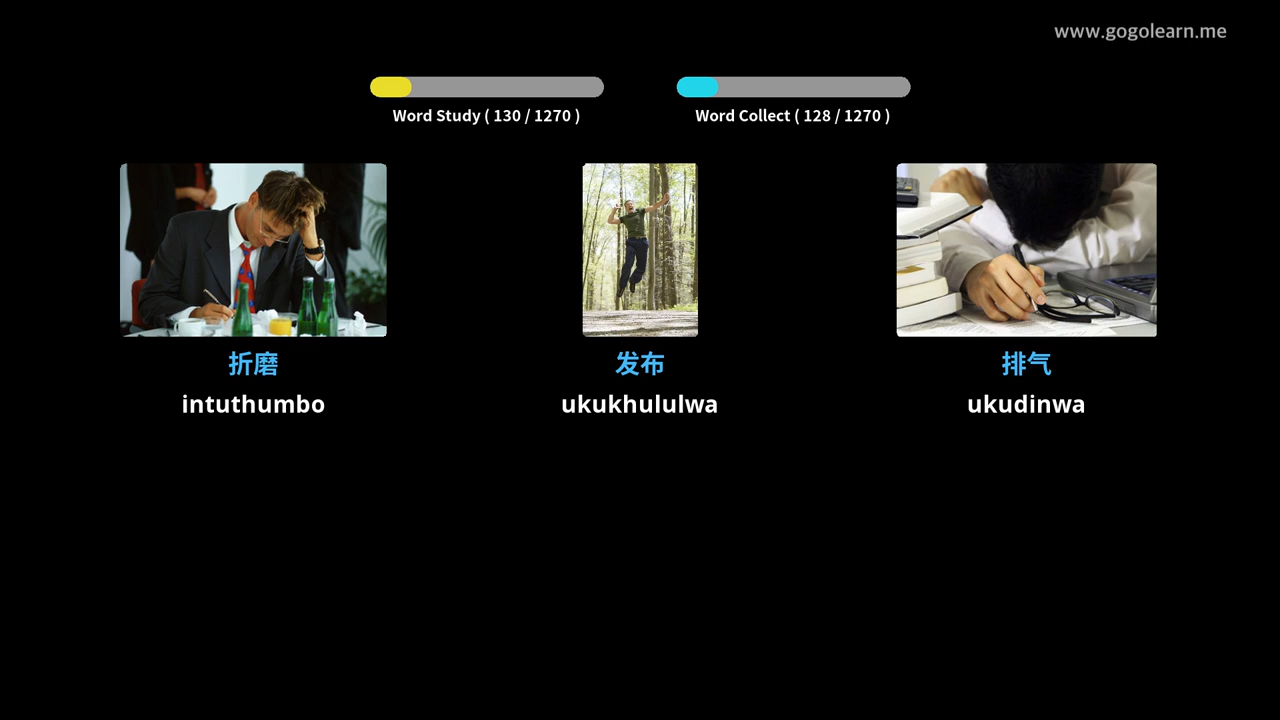 www.gogolearn.me
Word Study ( 130 / 1270 )
Word Collect ( 128 / 1270 )
折磨
发布
排气
intuthumbo
ukukhululwa
ukudinwa